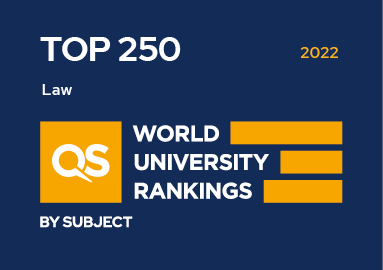 TOP 250
2022
Law
QS
WORLD
UNIVERSITY
RANKINGS
BY SUBJECT